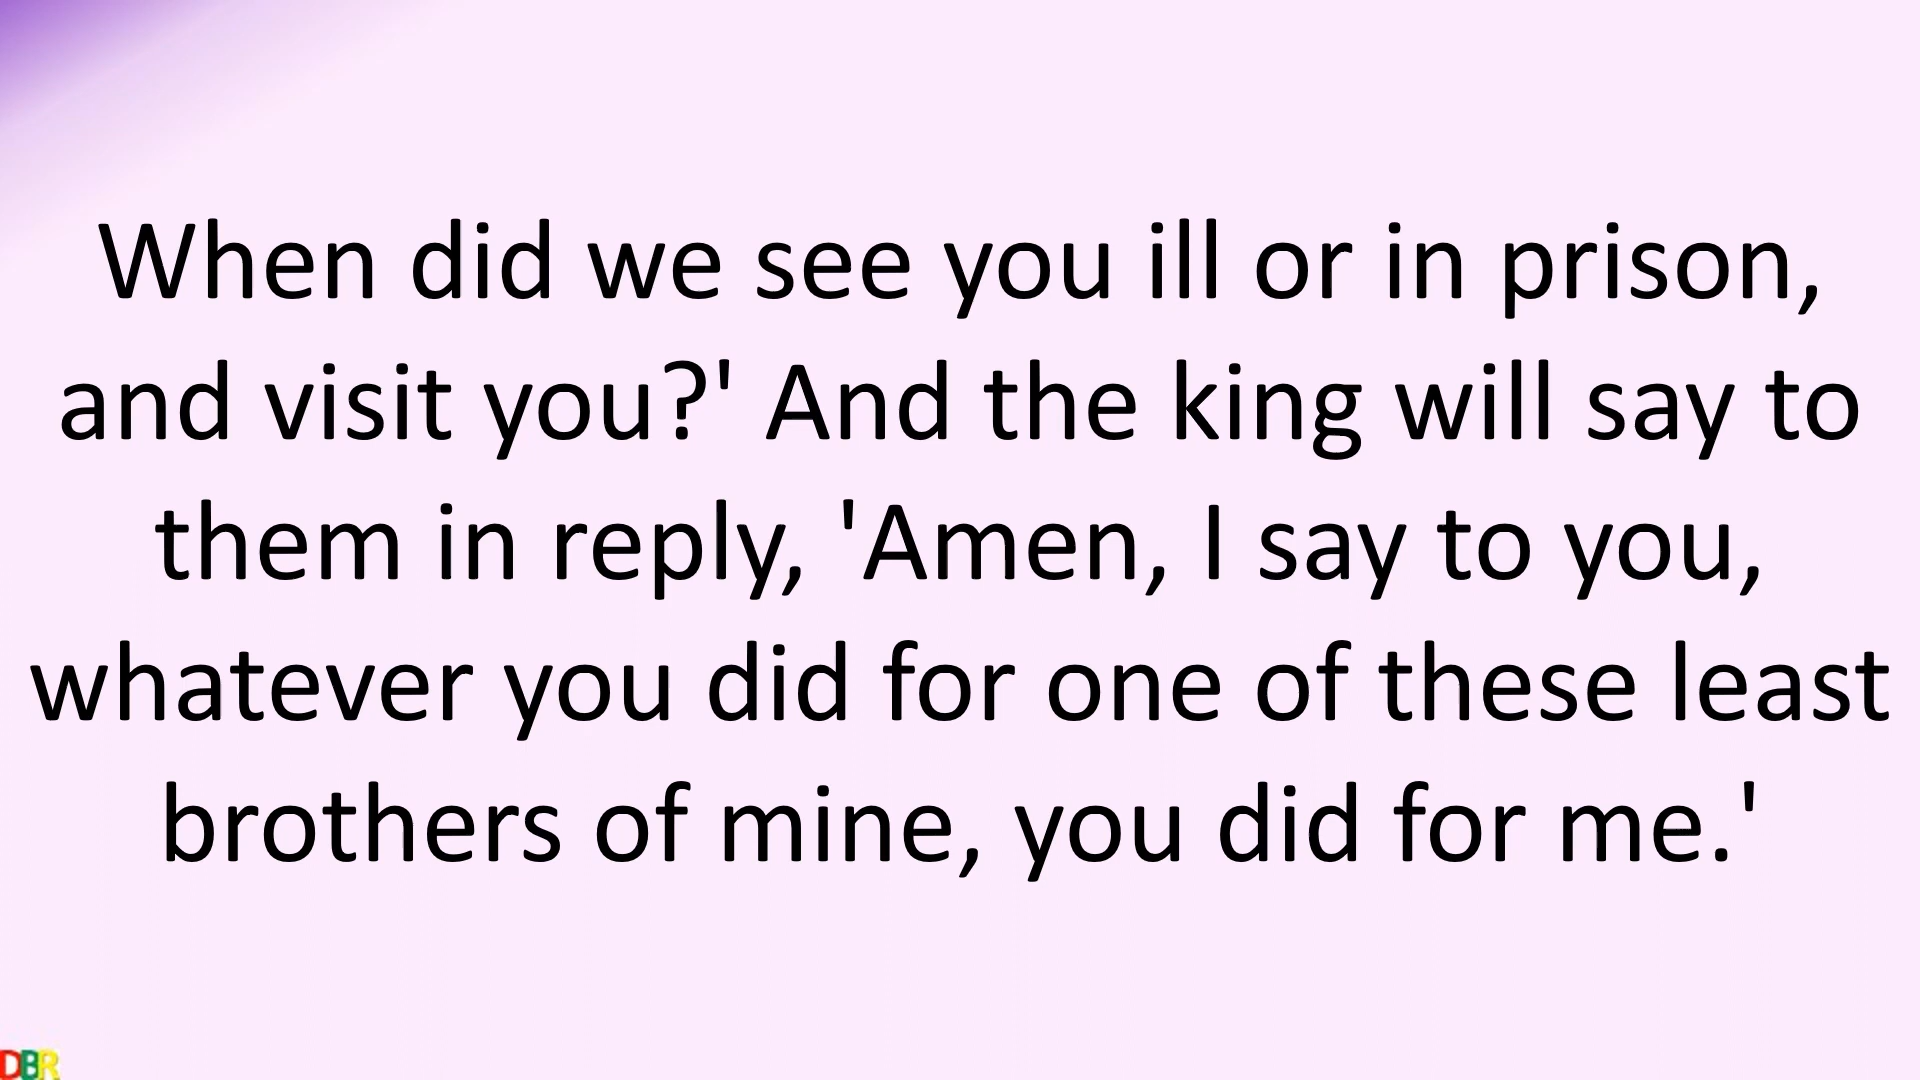 When did we see you ill or in prison,
and visit you?' And the king will say to
them in reply, 'Amen, I say to you,
whatever you did for one of these least
brothers of mine, you did for me.'
DBR